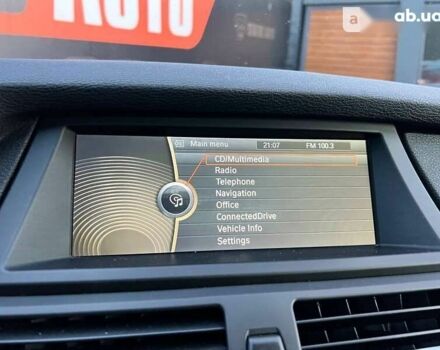 ЯUTO
ab.ua
Main menu 21:07 FM 100.3
CD/Multimedia
Radio
Telephone
Navigation
Office
ConnectedDrive
Vehicle Info
Settings